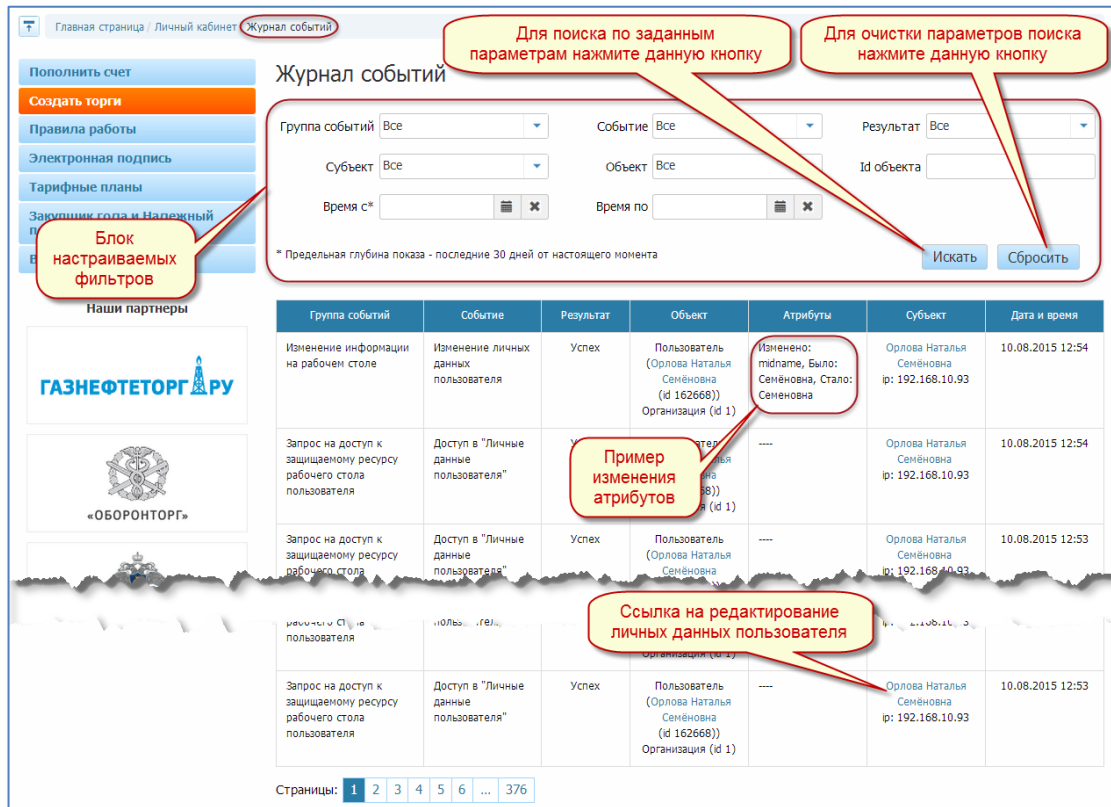 Главная страница / Личный кабинет Журнал событий
Для поиска по заданным
параметрам нажмите данную кнопку
Для очистки параметров поиска
нажмите данную кнопку
Пополнить счет
Создать торги
Правила работы
Электронная подпись
Тарифные планы
Закупщик года и Надежный
Блок
настраиваемых
фильтров
Наши партнеры
ГАЗНЕФТЕТОРГ РУ
«ОБОРОНТОРГ»
Журнал событий
Группа событий Все
Событие Все
Результат Все
Субъект Все
Объект Все
Id объекта
Время с*
Время по
* Предельная глубина показа - последние 30 дней от настоящего момента
Искать
Сбросить
Группа событий Событие Результат Объект Атрибуты Субъект Дата и время
Изменение информации
на рабочем столе
Изменение личных
данных
пользователя
Успех
Пользователь
(Орлова Наталья
Семёновна
(id 162668))
Организация (id 1)
Изменено:
midname, Было:
Семёновна, Стало:
Семеновна
Орлова Наталья
Семёновна
ip: 192.168.10.93
10.08.2015 12:54
Запрос на доступ к
защищаемому ресурсу
рабочего стола
пользователя
Доступ в "Личные
данные
пользователя"
(id 1)
Пример
изменения
атрибутов
----
Орлова Наталья
Семёновна
ip: 192.168.10.93
10.08.2015 12:54
Запрос на доступ к
защищаемому ресурсу
рабочего стола
Доступ в "Личные
данные
пользователя"
Успех
Пользователь
(Орлова Наталья
Семёновна
----
Орлова Наталья
Семёновна
ip: 192.168.10.93
10.08.2015 12:53
пользователя
Организация (id 1)
Ссылка на редактирование
личных данных пользователя
Запрос на доступ к
защищаемому ресурсу
рабочего стола
пользователя
Доступ в "Личные
данные
пользователя"
Успех
Пользователь
(Орлова Наталья
Семёновна
(id 162668))
Организация (id 1)
----
Орлова Наталья
Семёновна
ip: 192.168.10.93
10.08.2015 12:53
Страницы: 1 2 3 4 5 6 ... 376